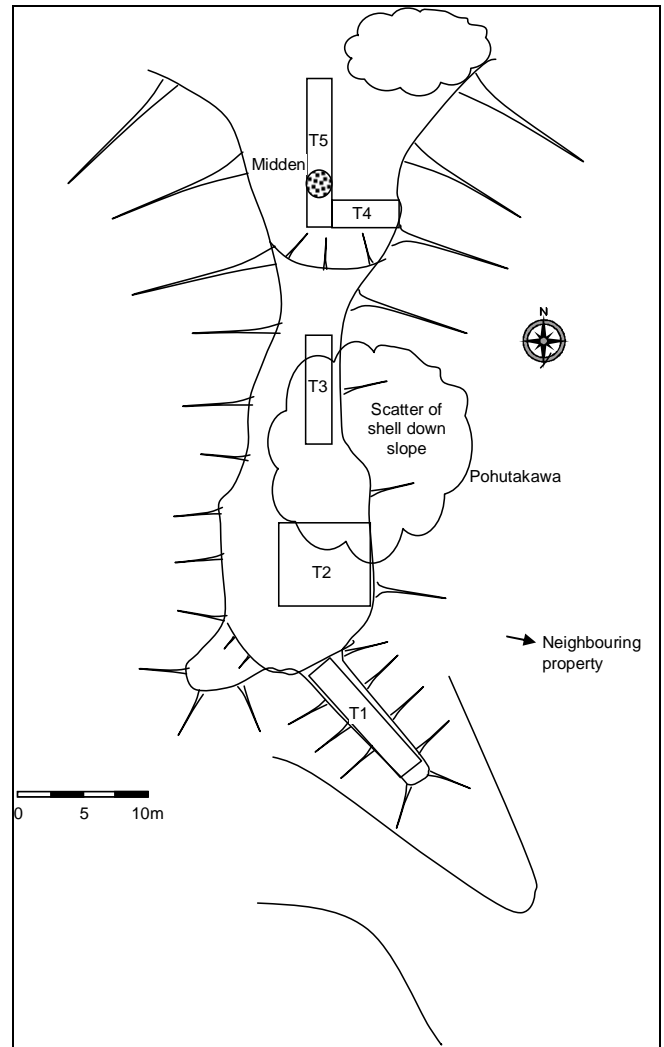 T5
Midden
T4
N
T3
Scatter of
shell down
slope
Pohutakawa
T2
Neighbouring
property
T1
0 5 10m